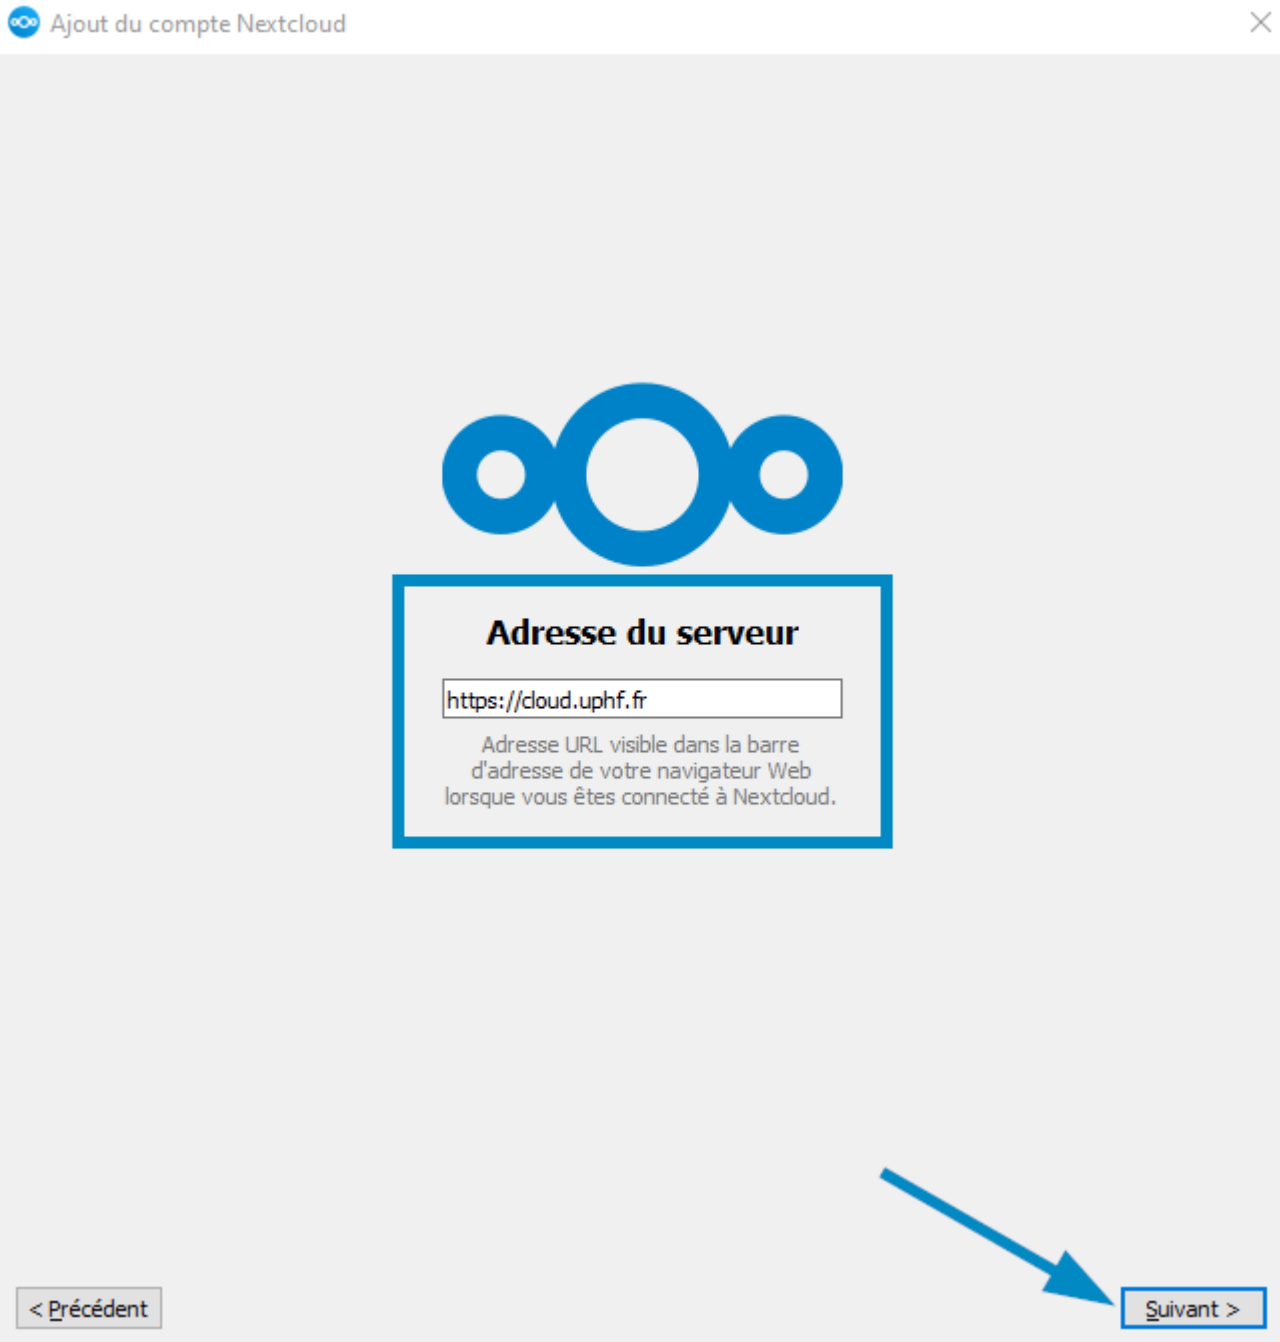 Ajout du compte Nextcloud
Adresse du serveur
https://cloud.uphf.fr
Adresse URL visible dans la barre
d'adresse de votre navigateur Web
lorsque vous êtes connecté à Nextcloud.
< Précédent
Suivant >